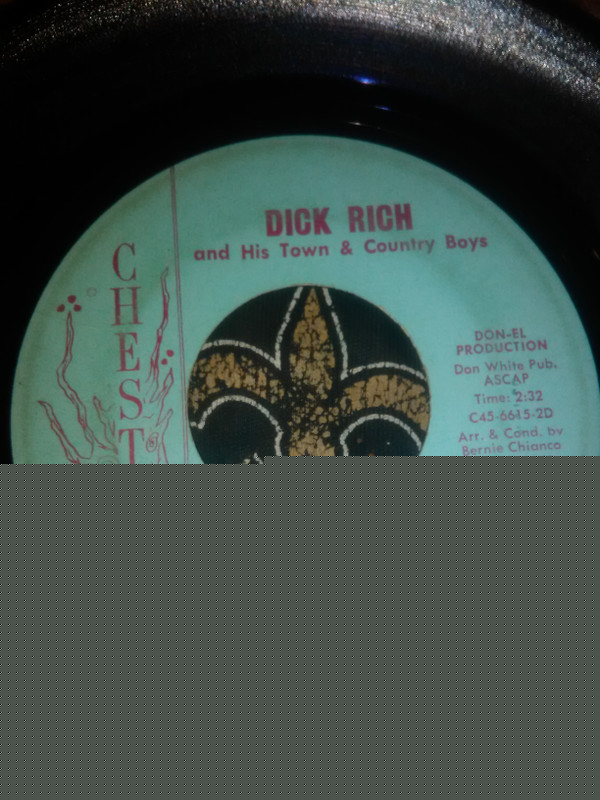 DICK RICH
and His Town & Country Boys
CHEST
®
DON-EL
PRODUCTION
Don White Pub.
ASCAP
Time: 2:32
C45-6615-2D
Arr. & Cond. by
Bernie Chianco